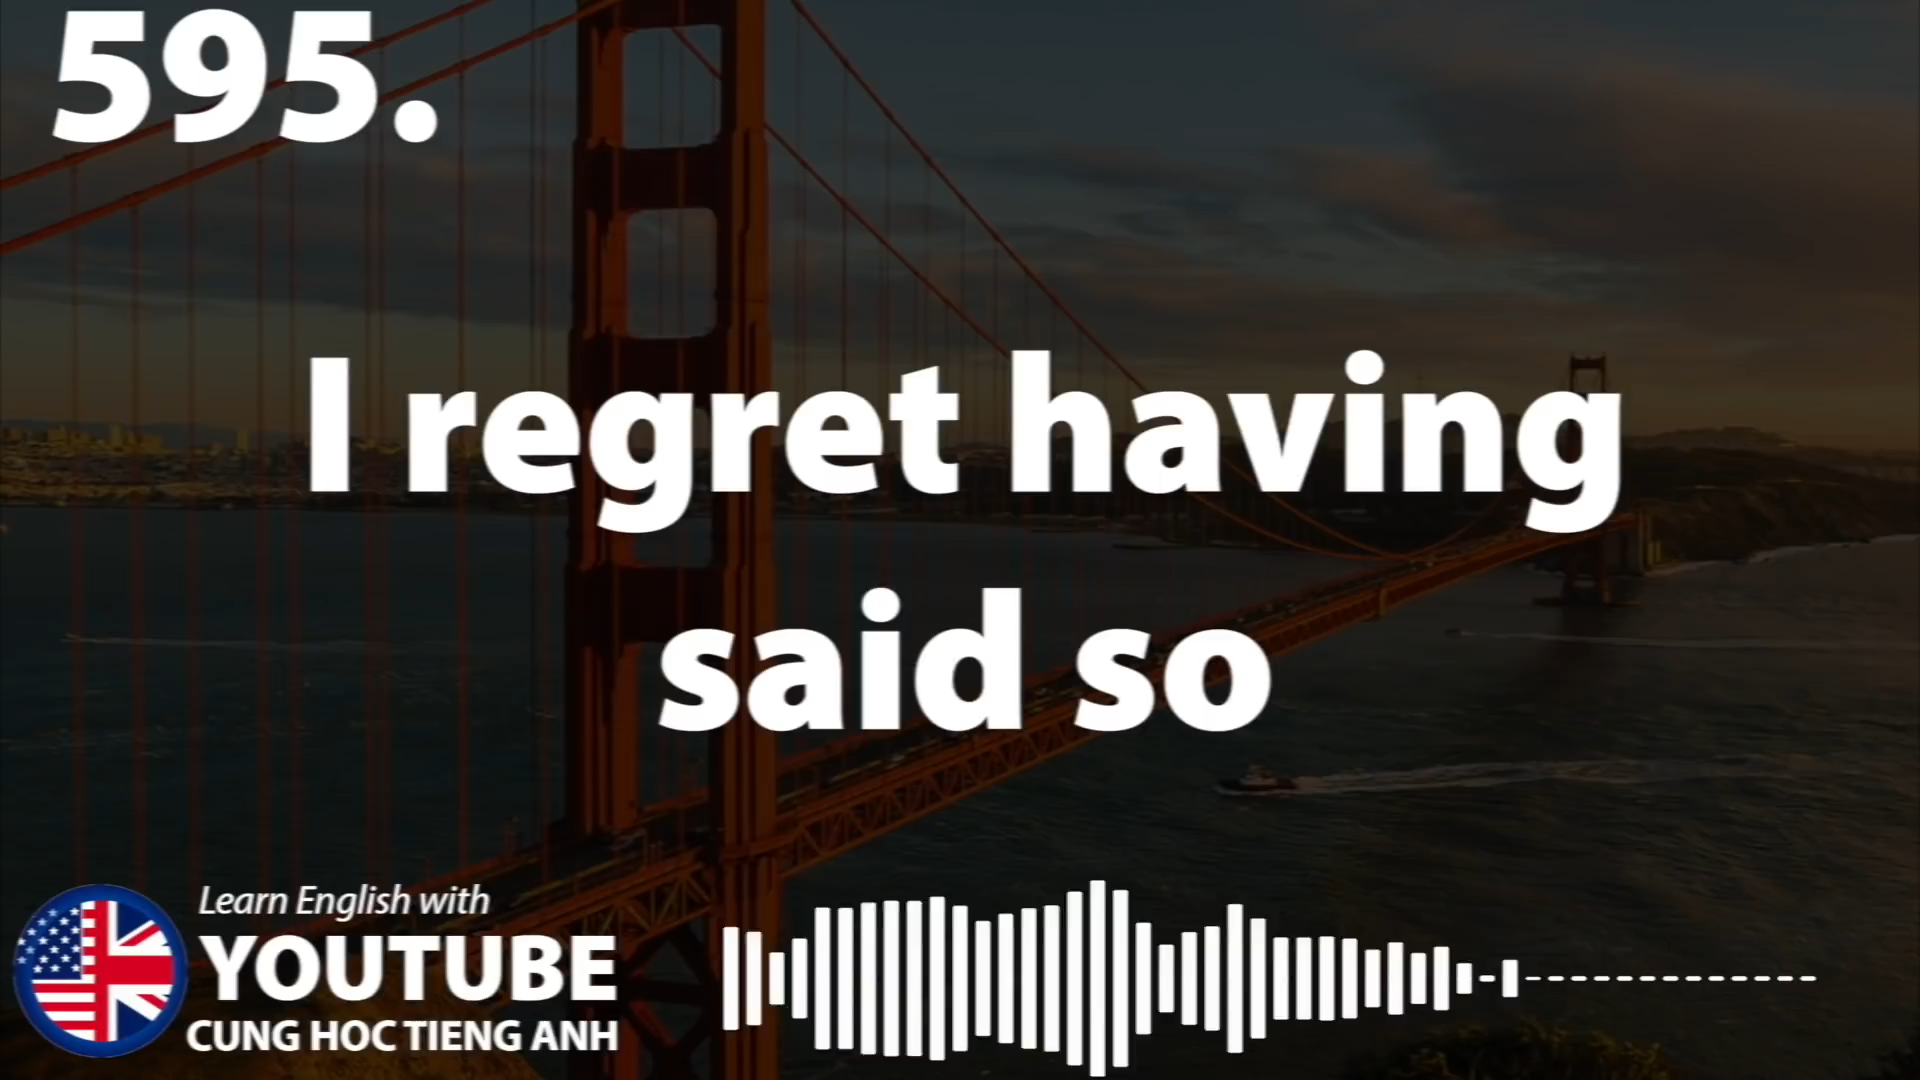 595.
I regret having
said so
Learn English with
YOUTUBE
CUNG HOC TIENG ANH